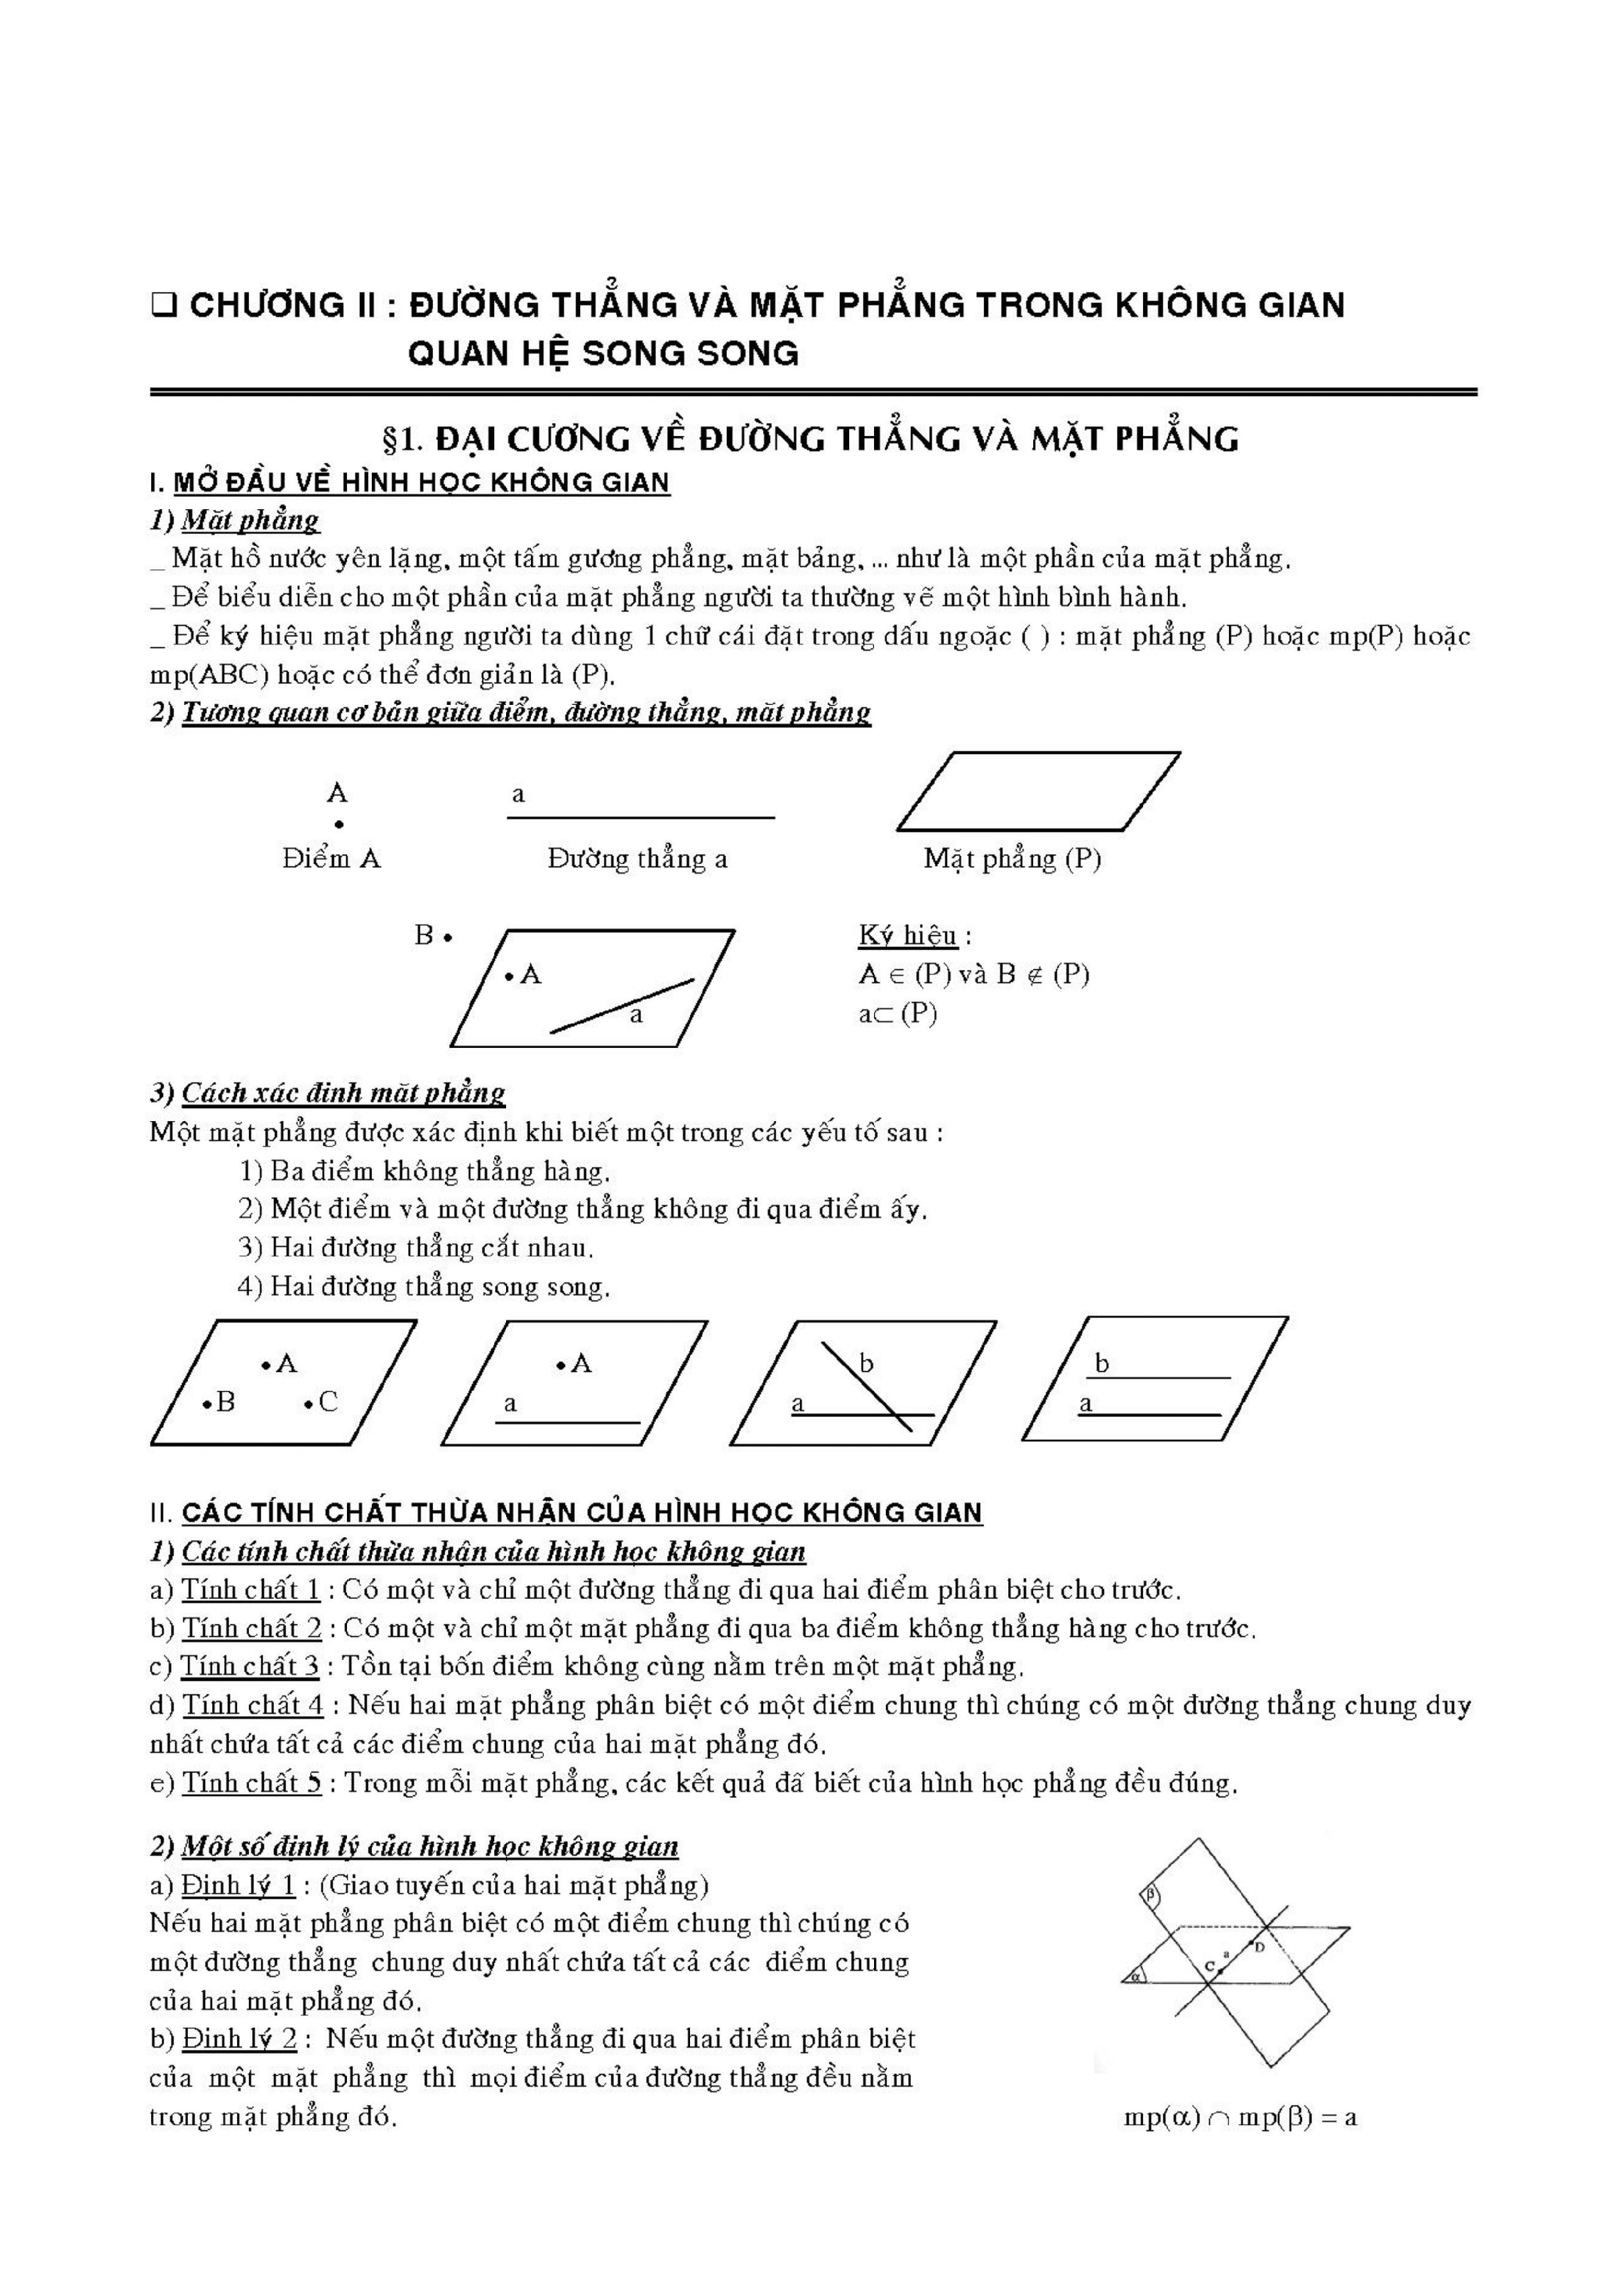 ❑ CHƯƠNG II : ĐƯỜNG THẲNG VÀ MẶT PHẲNG TRONG KHÔNG GIAN
QUAN HỆ SONG SONG
§1. ĐẠI CƯƠNG VỀ ĐƯỜNG THẲNG VÀ MẶT PHẲNG
I. MỞ ĐẦU VỀ HÌNH HỌC KHÔNG GIAN
1) Mặt phẳng
_ Mặt hồ nước yên lặng, một tấm gương phẳng, mặt bảng, ... như là một phần của mặt phẳng.
_ Để biểu diễn cho một phần của mặt phẳng người ta thường vẽ một hình bình hành.
_ Để ký hiệu mặt phẳng người ta dùng 1 chữ cái đặt trong dấu ngoặc ( ) : mặt phẳng (P) hoặc mp(P) hoặc
mp(ABC) hoặc có thể đơn giản là (P).
2) Tương quan cơ bản giữa điểm, đường thẳng, mặt phẳng
A a
Điểm A Đường thẳng a Mặt phẳng (P)
B Ký hiệu :
A A ∈ (P) và B ∉ (P)
a a⊂ (P)
3) Cách xác định mặt phẳng
Một mặt phẳng được xác định khi biết một trong các yếu tố sau :
1) Ba điểm không thẳng hàng.
2) Một điểm và một đường thẳng không đi qua điểm ấy.
3) Hai đường thẳng cắt nhau.
4) Hai đường thẳng song song.
A A b b
B C a a a
II. CÁC TÍNH CHẤT THỪA NHẬN CỦA HÌNH HỌC KHÔNG GIAN
1) Các tính chất thừa nhận của hình học không gian
a) Tính chất 1 : Có một và chỉ một đường thẳng đi qua hai điểm phân biệt cho trước.
b) Tính chất 2 : Có một và chỉ một mặt phẳng đi qua ba điểm không thẳng hàng cho trước.
c) Tính chất 3 : Tồn tại bốn điểm không cùng nằm trên một mặt phẳng.
d) Tính chất 4 : Nếu hai mặt phẳng phân biệt có một điểm chung thì chúng có một đường thẳng chung duy
nhất chứa tất cả các điểm chung của hai mặt phẳng đó.
e) Tính chất 5 : Trong mỗi mặt phẳng, các kết quả đã biết của hình học phẳng đều đúng.
2) Một số định lý của hình học không gian
a) Định lý 1 : (Giao tuyến của hai mặt phẳng)
Nếu hai mặt phẳng phân biệt có một điểm chung thì chúng có
một đường thẳng chung duy nhất chứa tất cả các điểm chung
của hai mặt phẳng đó.
b) Định lý 2 : Nếu một đường thẳng đi qua hai điểm phân biệt
của một mặt phẳng thì mọi điểm của đường thẳng đều nằm
trong mặt phẳng đó.
β
a D
C
α
mp(α) ∩ mp(β) = a